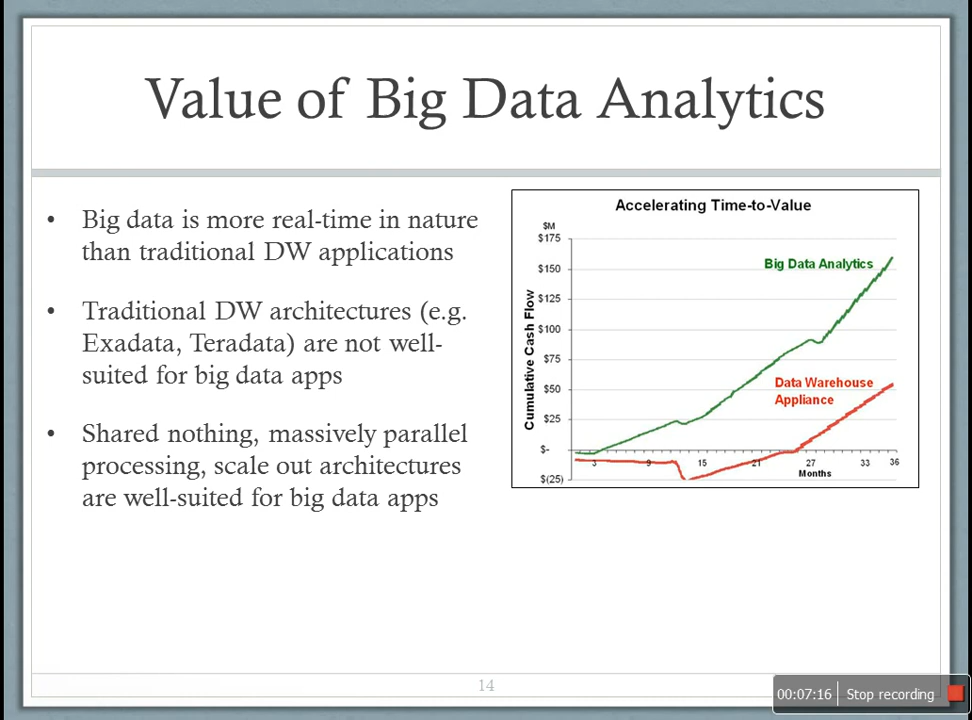 Value of Big Data Analytics
• Big data is more real-time in nature
than traditional DW applications
• Traditional DW architectures (e.g.
Exadata, Teradata) are not well-
suited for big data apps
• Shared nothing, massively parallel
processing, scale out architectures
are well-suited for big data apps
Accelerating Time-to-Value
$M
$175
$150
$125
$100
$75
$50
$25
$-
$(25)
Cumulative Cash Flow
Big Data Analytics
Data Warehouse
Appliance
3 9 15 21 27 33 36
Months
14
00:07:16 Stop recording